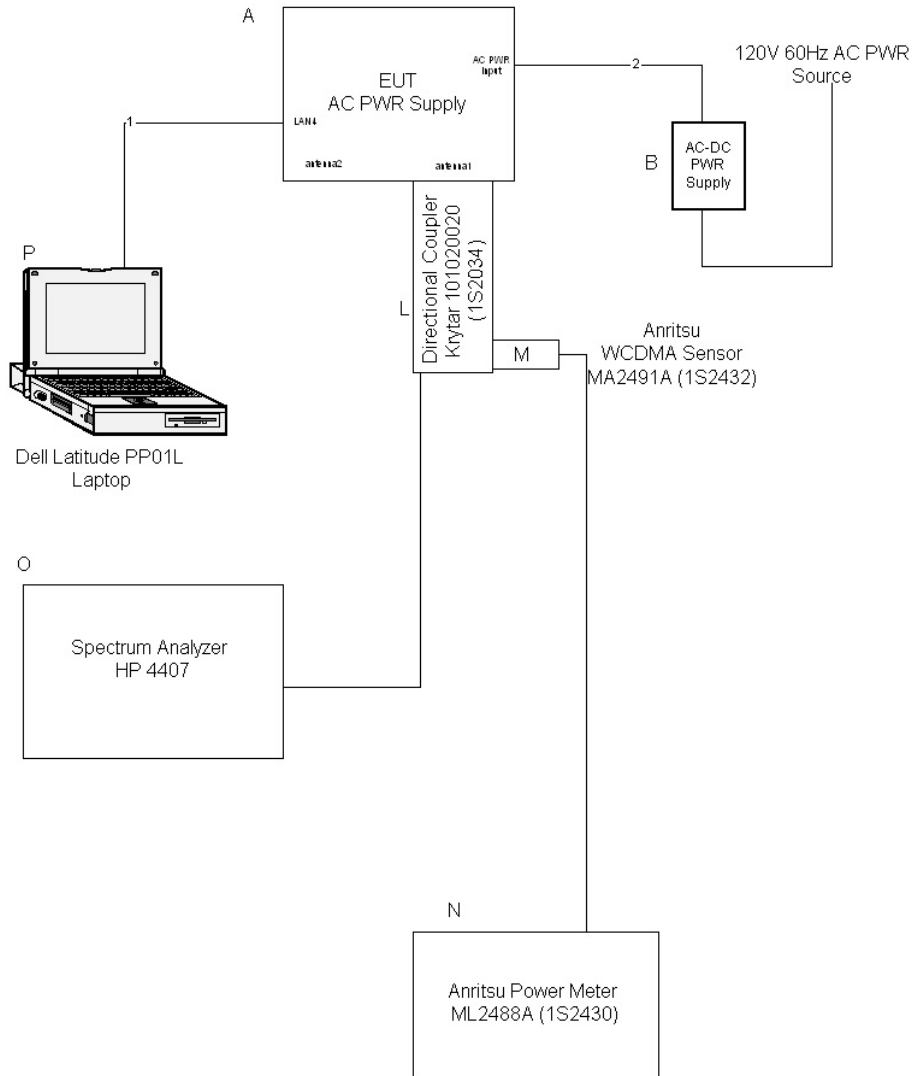 A
EUT
AC PWR Supply
AC PWR
Input
LAN4
antenna2
antenna1
1
2
120V 60Hz AC PWR
Source
B
AC-DC
PWR
Supply
P
Dell Latitude PP01L
Laptop
L
Directional Coupler
Krytar 101020020
(1S2034)
M
Anritsu
WCDMA Sensor
MA2491A (1S2432)
O
Spectrum Analyzer
HP 4407
N
Anritsu Power Meter
ML2488A (1S2430)